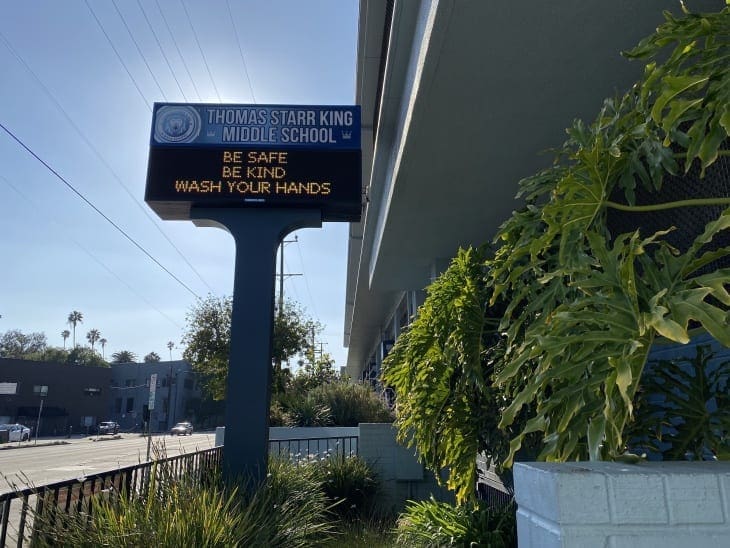 THOMAS STARR KING
MIDDLE SCHOOL
BE SAFE
BE KIND
WASH YOUR HANDS